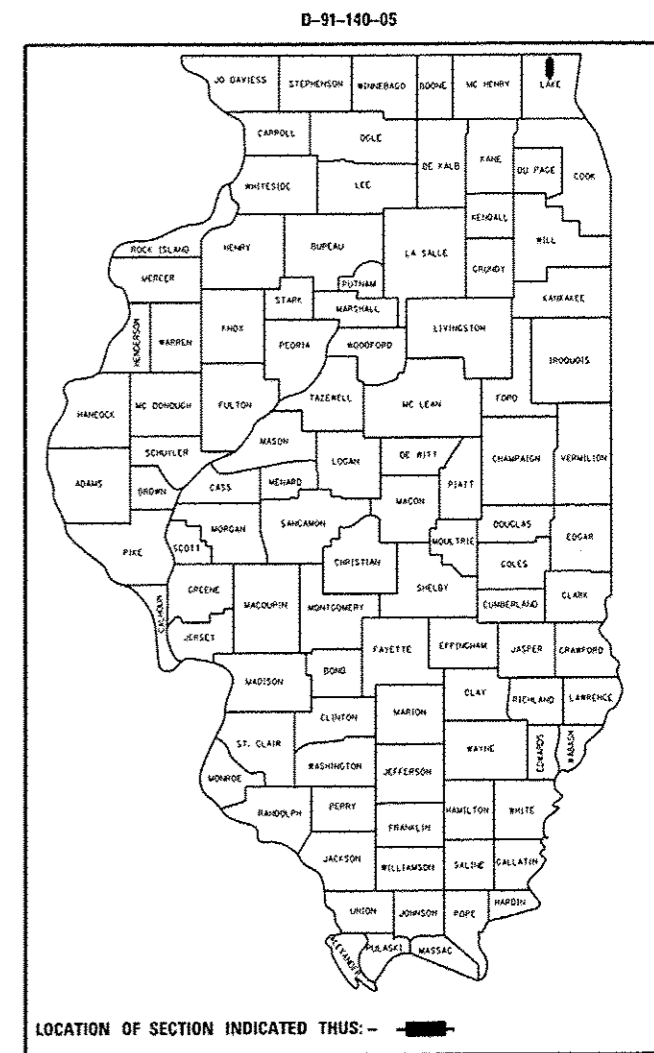 D-91-140-05
JO DAVIESS STEPHENSON WINNEBAGO BOONE MC HENRY LAKE
CARROLL OGLE DE KALB KANE DU PAGE COOK
WHITESIDE LEE KENDALL WILL
ROCK ISLAND HENRY BUREAU LA SALLE GRUNDY
MERCER PUTNAM KANKAKEE
STARK MARSHALL LIVINGSTON
HENDERSON WARREN KNOX PEORIA WOODFORD IROQUOIS
HANCOCK MC DONOUGH FULTON TAZEWELL MC LEAN FORD
SCHUYLER MASON LOGAN DE WITT CHAMPAIGN VERMILION
ADAMS BROWN CASS MENARD MACON PIATT
MORGAN SANGAMON DOUGLAS EDGAR
PIKE SCOTT CHRISTIAN MOULTRIE COLES
GREENE SHELBY CUMBERLAND CLARK
CALHOUN MACOUPIN MONTGOMERY
JERSEY FAYETTE EFFINGHAM JASPER CRAWFORD
MADISON BOND CLAY RICHLAND LAWRENCE
CLINTON MARION
ST. CLAIR WAYNE EDWARDS WABASH
WASHINGTON JEFFERSON
MONROE
RANDOLPH PERRY HAMILTON WHITE
FRANKLIN
JACKSON WILLIAMSON SALINE GALLATIN
UNION JOHNSON POPE HARDIN
ALEXANDER PULASKI MASSAC
LOCATION OF SECTION INDICATED THUS: -